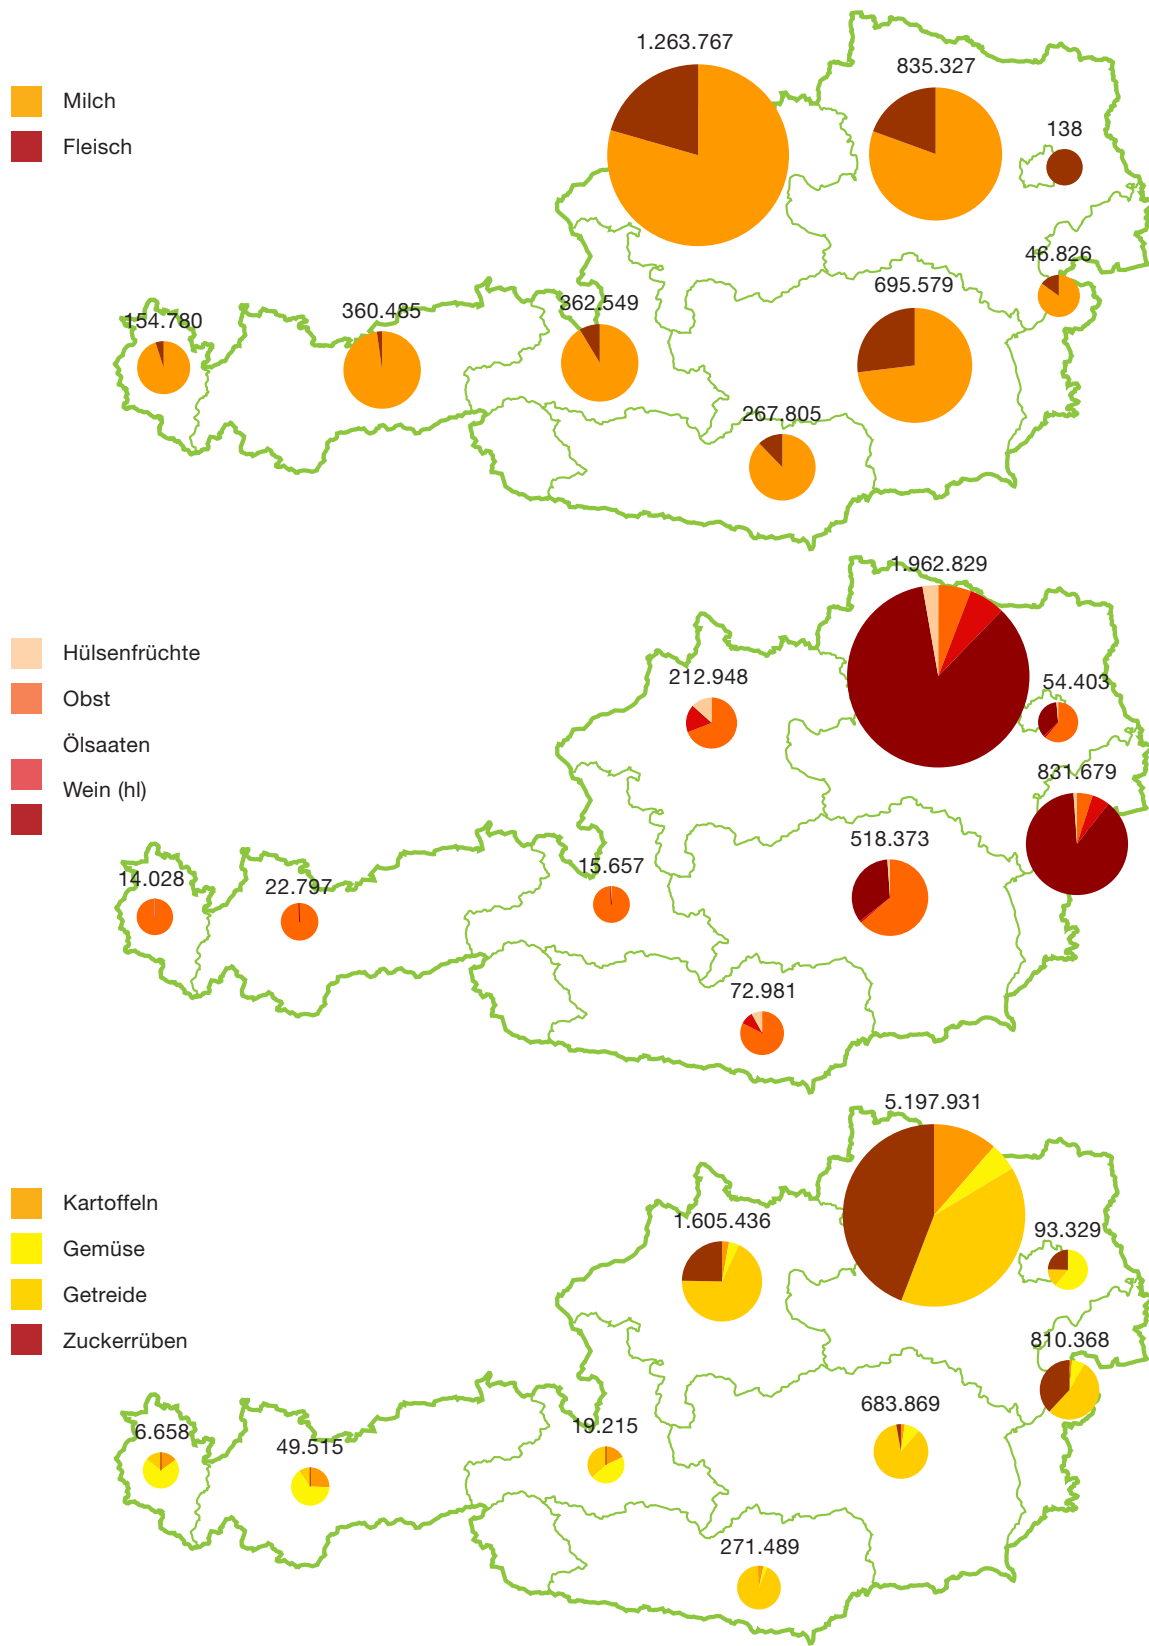 1.263.767
835.327
Milch
138
Fleisch
46.826
695.579
362.549
360.485
154.780
267.805
1.962.829
Hülsenfrüchte
212.948
54.403
Obst
Ölsaaten
831.679
Wein (hl)
518.373
15.657
14.028
22.797
72.981
5.197.931
Kartoffeln
1.605.436
93.329
Gemüse
Getreide
810.368
Zuckerrüben
683.869
19.215
6.658
49.515
271.489